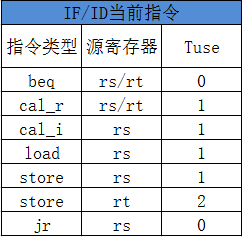 IF/ID当前指令
指令类型 源寄存器 Tuse
beq rs/rt 0
cal_r rs/rt 1
cal_i rs 1
load rs 1
store rs 1
store rt 2
jr rs 0